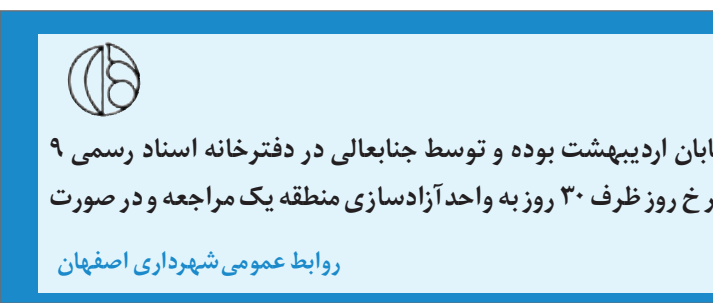 ابان اردیبهشت بوده و توسط جنابعالی در دفترخانه اسناد رسمی ۹
ر خ روز ظرف ۳۰ روز به واحد آزادسازی منطقه یک مراجعه و در صورت
روابط عمومی شهرداری اصفهان